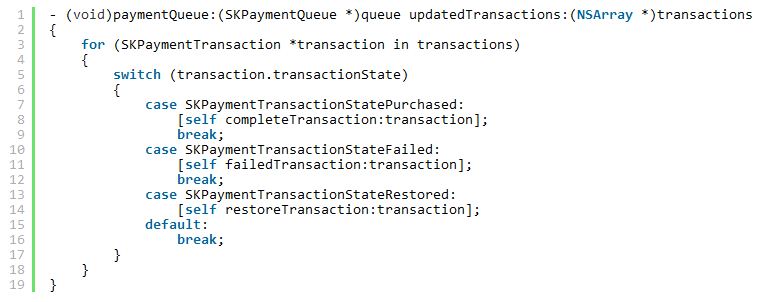 1 - (void)paymentQueue:(SKPaymentQueue *)queue updatedTransactions:(NSArray *)transactions
2 {
3     for (SKPaymentTransaction *transaction in transactions)
4     {
5         switch (transaction.transactionState)
6         {
7             case SKPaymentTransactionStatePurchased:
8                 [self completeTransaction:transaction];
9                 break;
10             case SKPaymentTransactionStateFailed:
11                 [self failedTransaction:transaction];
12                 break;
13             case SKPaymentTransactionStateRestored:
14                 [self restoreTransaction:transaction];
15             default:
16                 break;
17         }
18     }
19 }